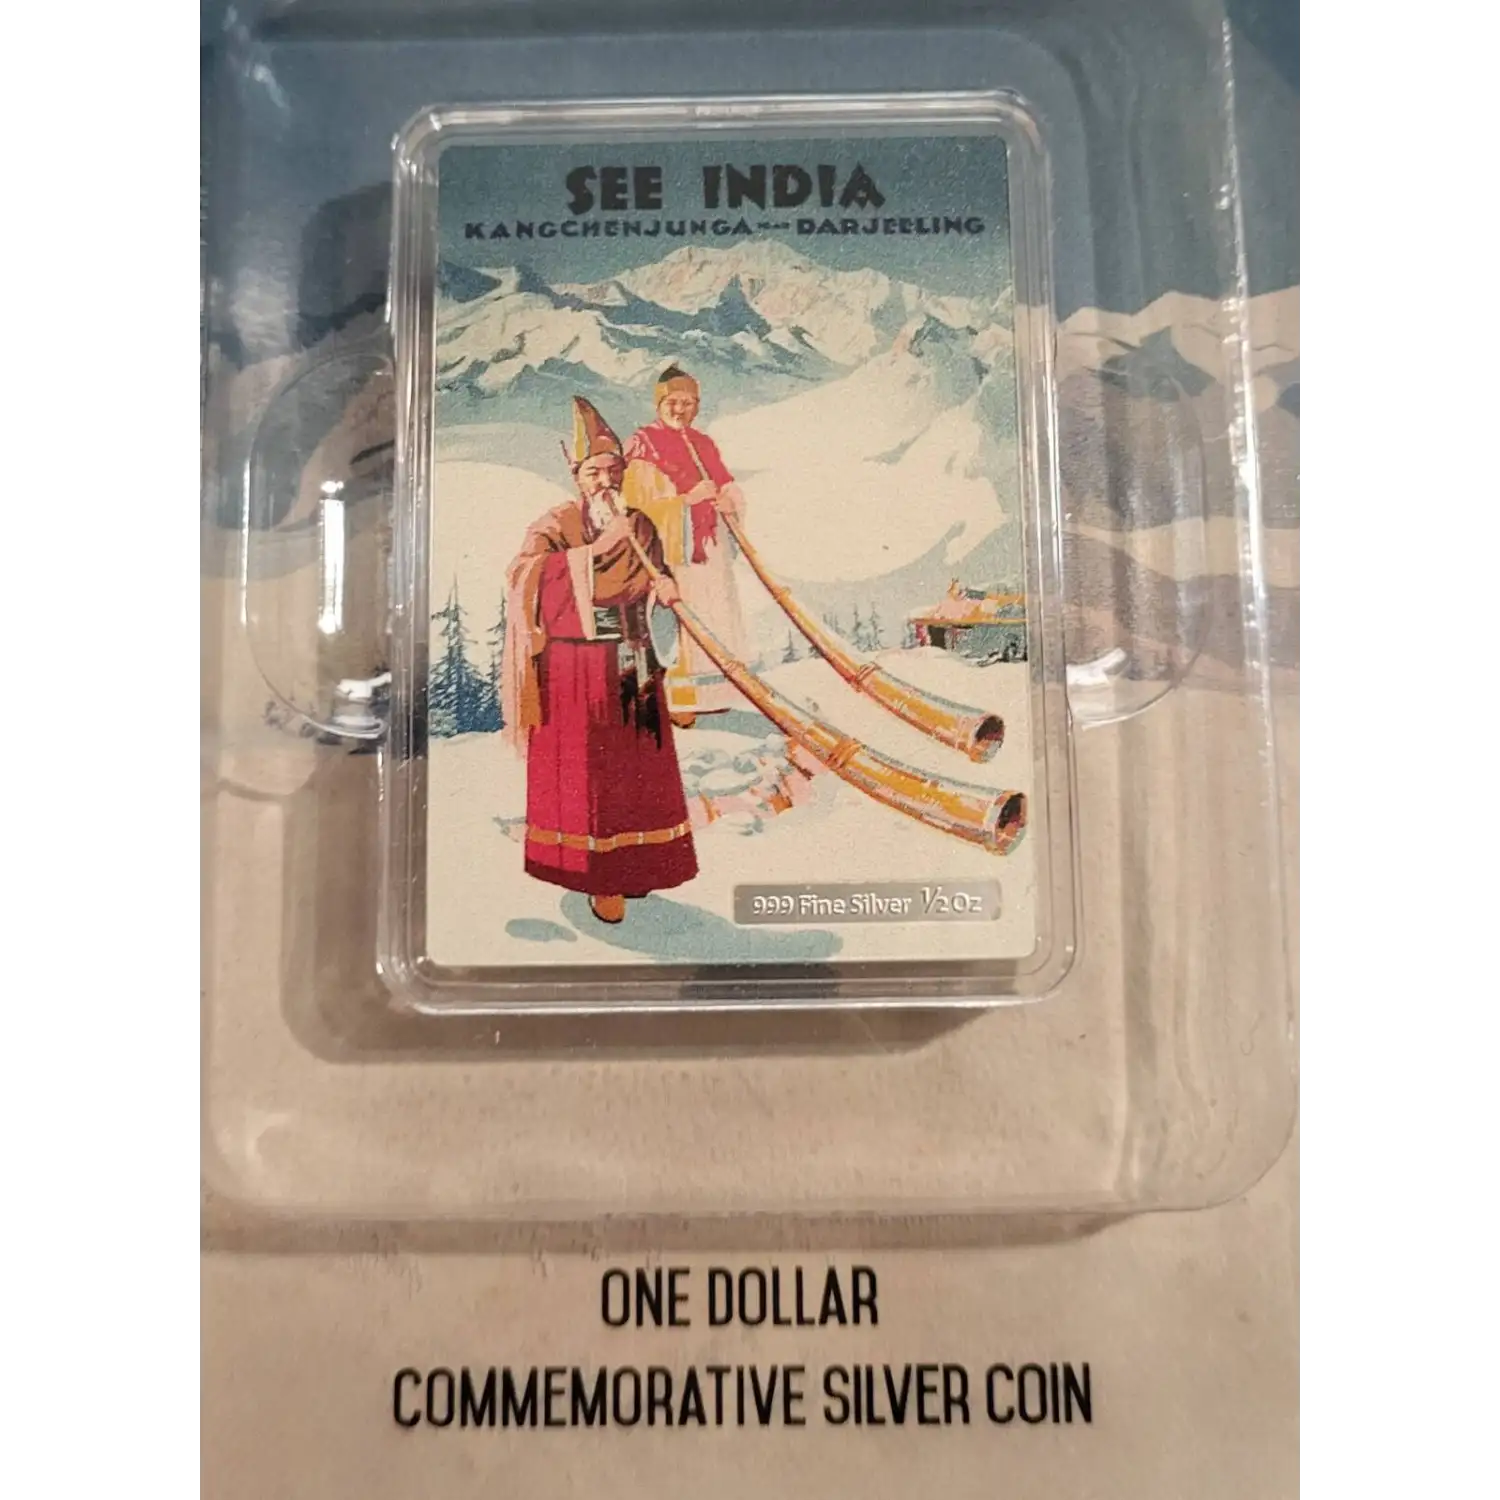 SEE INDIA
KANGCHENJUNGA DARJEELING
999 Fine Silver ½ Oz
ONE DOLLAR
COMMEMORATIVE SILVER COIN